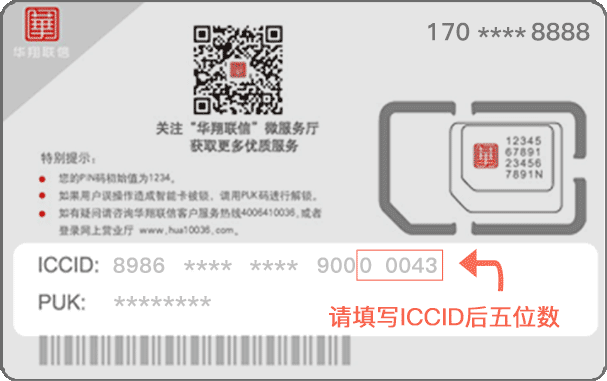 華
华翔联信
170 ****8888
关注“华翔联信”微服务厅
获取更多优质服务
華
12345
67891
23456
7891N
特别提示：
您的PIN码初始值为1234。
如果用户误操作造成智能卡被锁，请用PUK码进行解锁。
如有疑问请咨询华翔联信客户服务热线4006410036，或者
登录网上营业厅 www.hua10036.com。
ICCID: 8986 **** **** 9000 0043
PUK: ********
请填写ICCID后五位数